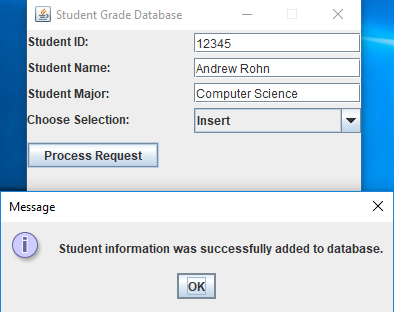 Student Grade Database
Student ID: 12345
Student Name: Andrew Rohn
Student Major: Computer Science
Choose Selection: Insert
Process Request
Message
Student information was successfully added to database.
OK